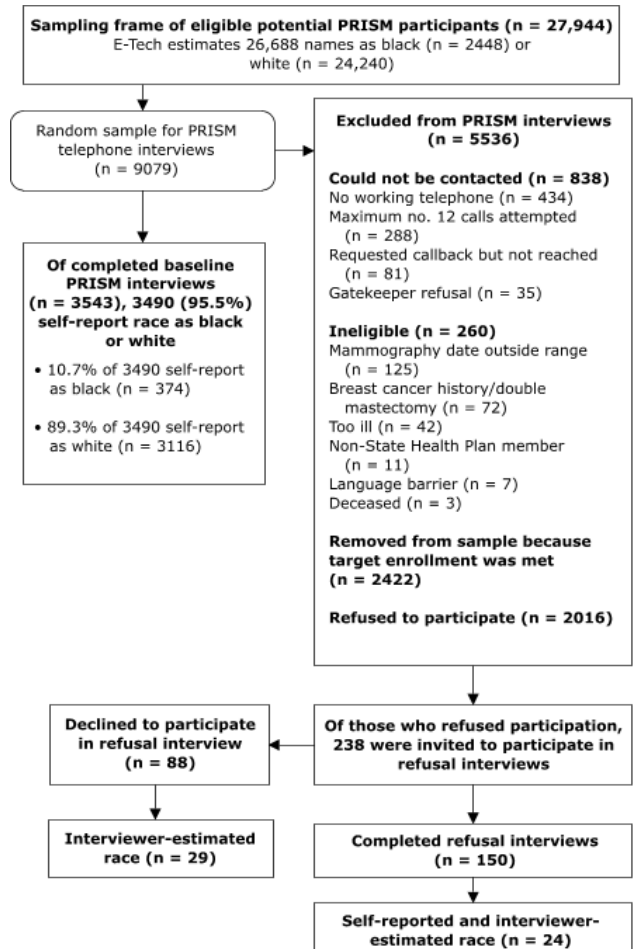 Sampling frame of eligible potential PRISM participants (n = 27,944)
E-Tech estimates 26,688 names as black (n = 2448) or
white (n = 24,240)
Random sample for PRISM
telephone interviews
(n = 9079)
Of completed baseline
PRISM interviews
(n = 3543), 3490 (95.5%)
self-report race as black
or white
• 10.7% of 3490 self-report
as black (n = 374)
• 89.3% of 3490 self-report
as white (n = 3116)
Excluded from PRISM interviews
(n = 5536)
Could not be contacted (n = 838)
No working telephone (n = 434)
Maximum no. 12 calls attempted
(n = 288)
Requested callback but not reached
(n = 81)
Gatekeeper refusal (n = 35)
Ineligible (n = 260)
Mammography date outside range
(n = 125)
Breast cancer history/double
mastectomy (n = 72)
Too ill (n = 42)
Non-State Health Plan member
(n = 11)
Language barrier (n = 7)
Deceased (n = 3)
Removed from sample because
target enrollment was met
(n = 2422)
Refused to participate (n = 2016)
Of those who refused participation,
238 were invited to participate in
refusal interviews
Declined to participate
in refusal interview
(n = 88)
Interviewer-estimated
race (n = 29)
Completed refusal interviews
(n = 150)
Self-reported and interviewer-
estimated race (n = 24)